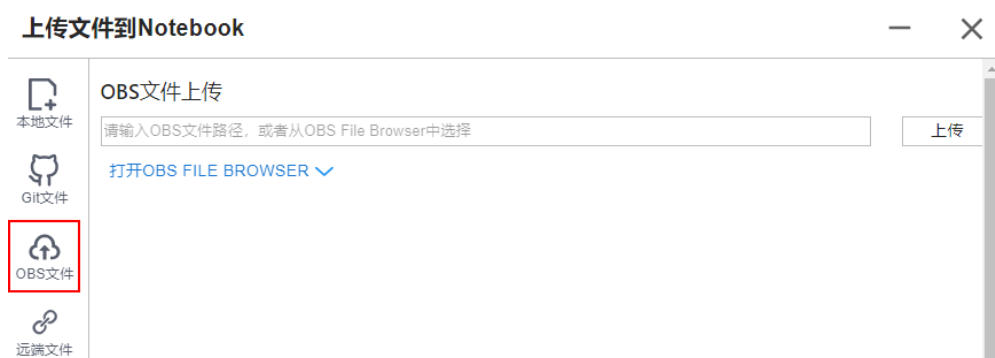 上传文件到Notebook
本地文件
Git文件
OBS文件
远端文件
OBS文件上传
请输入OBS文件路径，或者从OBS File Browser中选择
上传
打开OBS FILE BROWSER